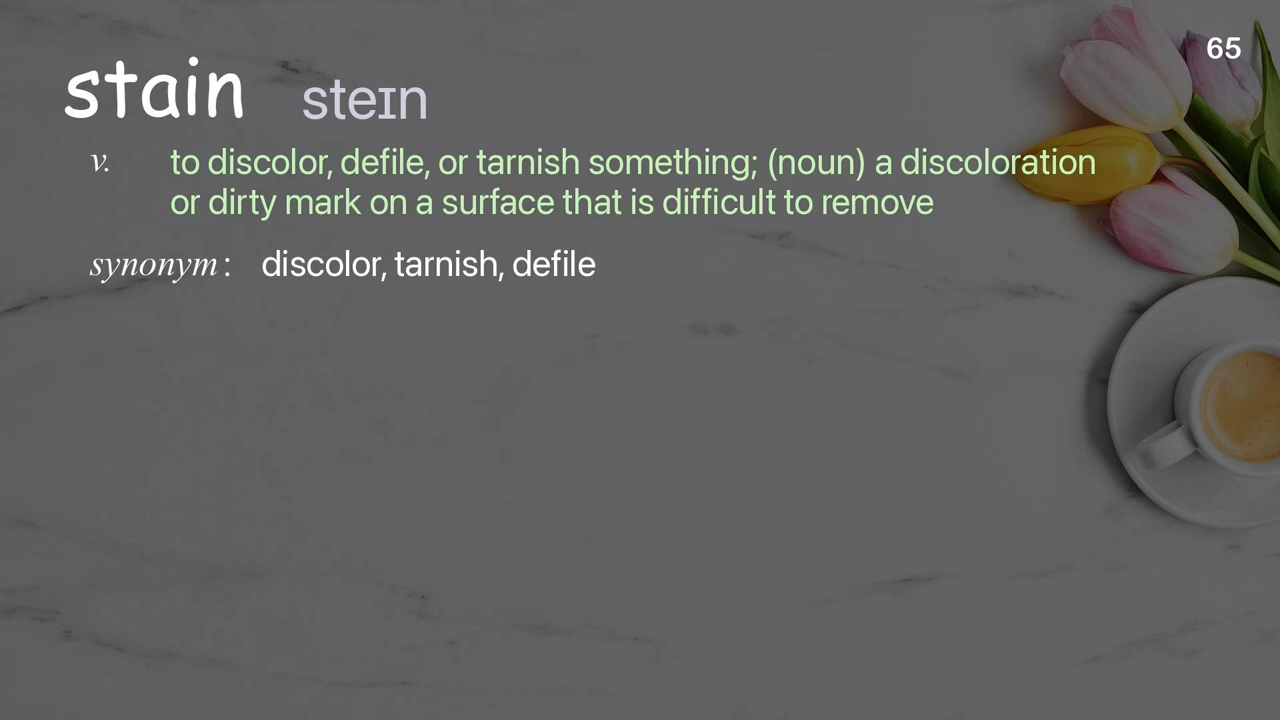 65
stain steɪn
v. to discolor, defile, or tarnish something; (noun) a discoloration
or dirty mark on a surface that is difficult to remove
synonym : discolor, tarnish, defile